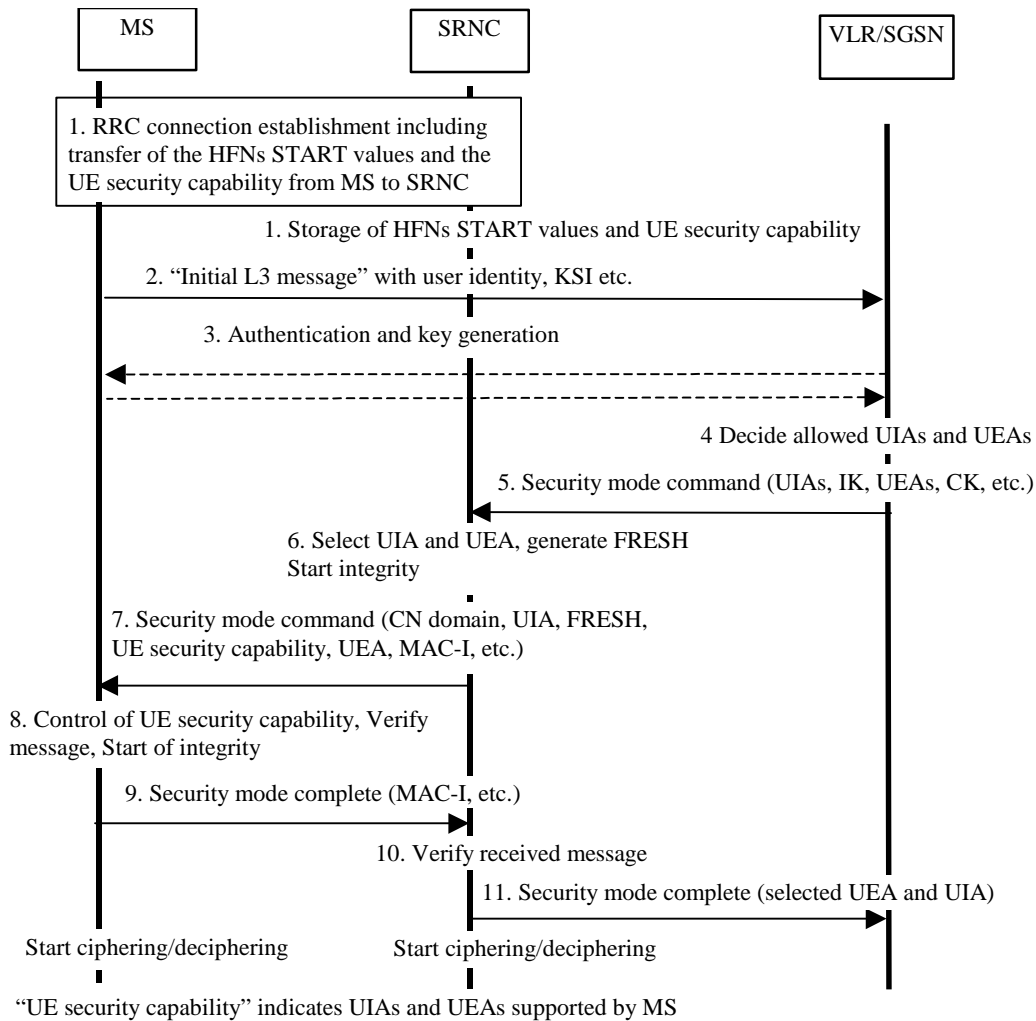 MS
SRNC
VLR/SGSN
1. RRC connection establishment including
transfer of the HFNs START values and the
UE security capability from MS to SRNC
1. Storage of HFNs START values and UE security capability
2. “Initial L3 message” with user identity, KSI etc.
3. Authentication and key generation
4 Decide allowed UIAs and UEAs
5. Security mode command (UIAs, IK, UEAs, CK, etc.)
6. Select UIA and UEA, generate FRESH
Start integrity
7. Security mode command (CN domain, UIA, FRESH,
UE security capability, UEA, MAC-I, etc.)
8. Control of UE security capability, Verify
message, Start of integrity
9. Security mode complete (MAC-I, etc.)
10. Verify received message
11. Security mode complete (selected UEA and UIA)
Start ciphering/deciphering
Start ciphering/deciphering
“UE security capability” indicates UIAs and UEAs supported by MS